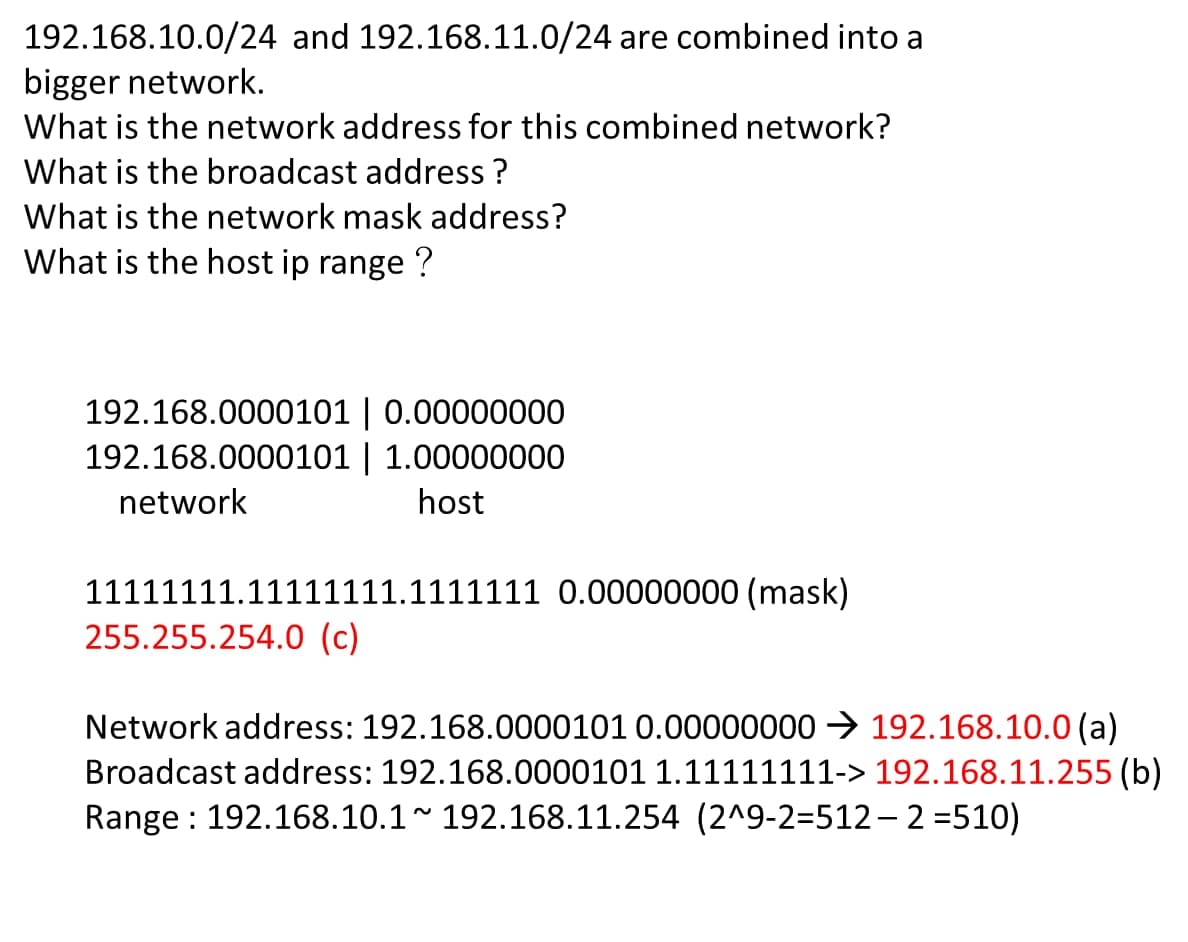 192.168.10.0/24 and 192.168.11.0/24 are combined into a
bigger network.
What is the network address for this combined network?
What is the broadcast address ?
What is the network mask address?
What is the host ip range ?
192.168.0000101 | 0.00000000
192.168.0000101 | 1.00000000
network host
11111111.11111111.1111111 0.00000000 (mask)
255.255.254.0 (c)
Network address: 192.168.0000101 0.00000000 → 192.168.10.0 (a)
Broadcast address: 192.168.0000101 1.11111111-> 192.168.11.255 (b)
Range : 192.168.10.1 ~ 192.168.11.254 (2^9-2=512 – 2 =510)